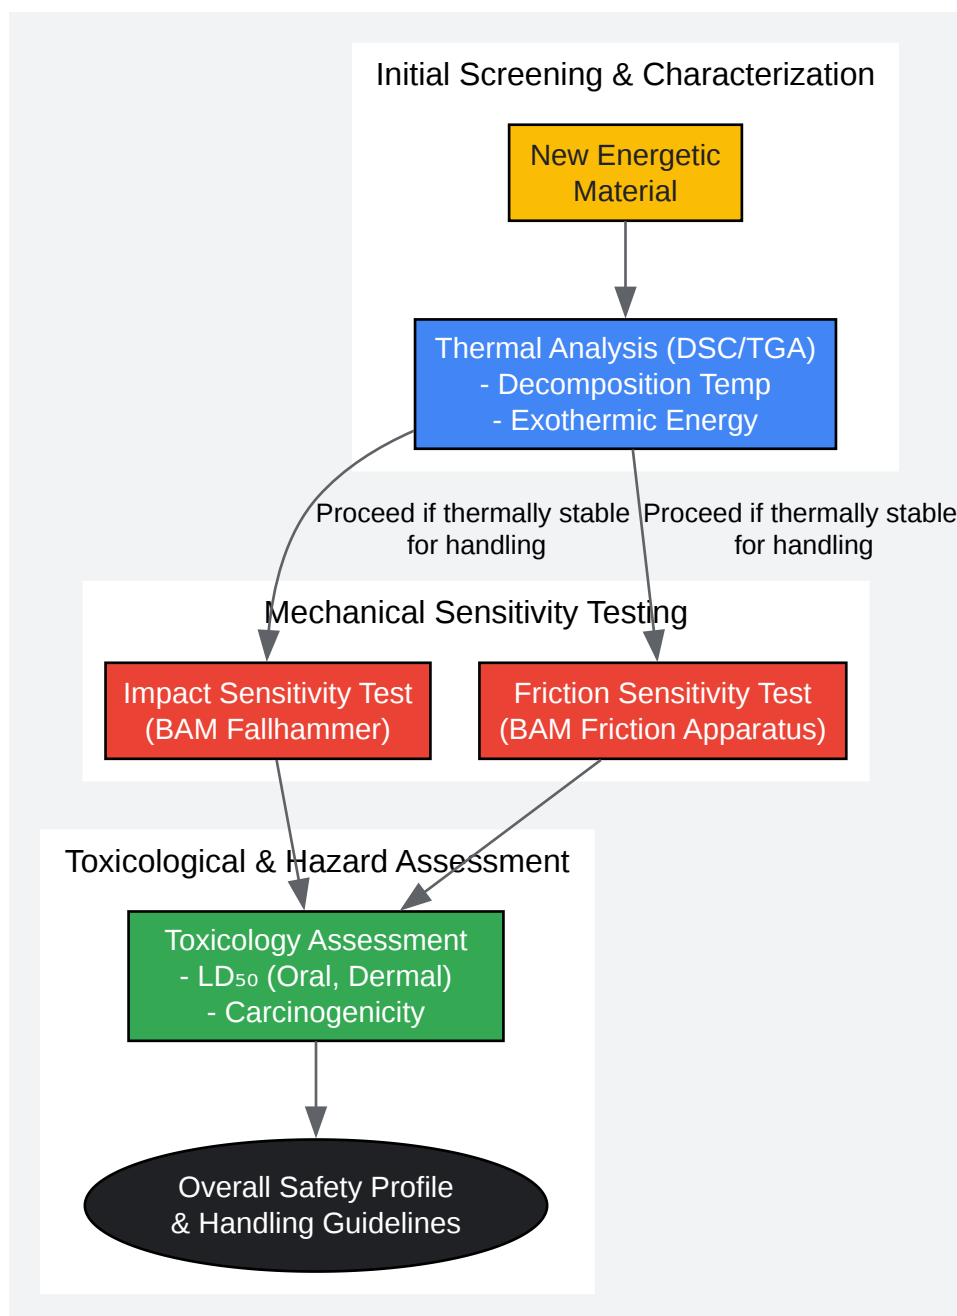 Initial Screening & Characterization
New Energetic
Material
Thermal Analysis (DSC/TGA)
- Decomposition Temp
- Exothermic Energy
Proceed if thermally stable
for handling
Proceed if thermally stable
for handling
Mechanical Sensitivity Testing
Impact Sensitivity Test
(BAM Fallhammer)
Friction Sensitivity Test
(BAM Friction Apparatus)
Toxicological & Hazard Assessment
Toxicology Assessment
- LD₅₀ (Oral, Dermal)
- Carcinogenicity
Overall Safety Profile
& Handling Guidelines